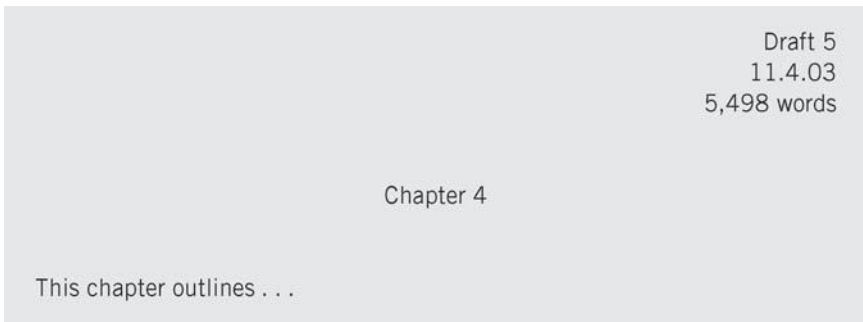 Draft 5
11.4.03
5,498 words
Chapter 4
This chapter outlines . . .